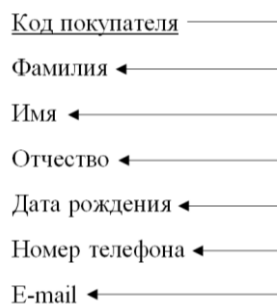 Код покупателя
Фамилия
Имя
Отчество
Дата рождения
Номер телефона
E-mail